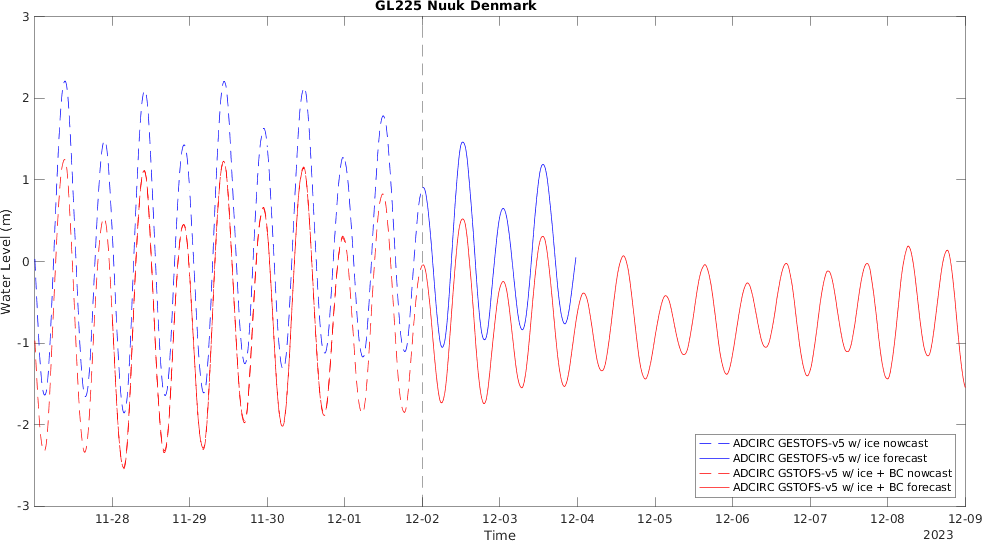 GL225 Nuuk Denmark
Water Level (m)
3
2
1
0
-1
-2
-3
ADCIRC GESTOFS-v5 w/ ice nowcast
ADCIRC GESTOFS-v5 w/ ice forecast
ADCIRC GSTOFS-v5 w/ ice + BC nowcast
ADCIRC GSTOFS-v5 w/ ice + BC forecast
11-28 11-29 11-30 12-01 12-02 12-03 12-04 12-05 12-06 12-07 12-08 12-09
Time
2023